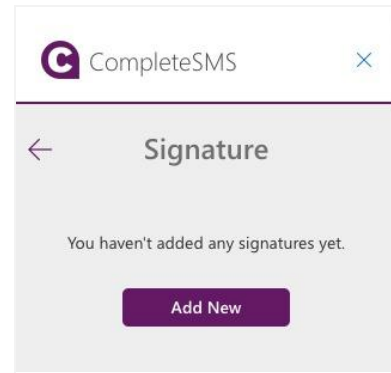 CompleteSMS
Signature
You haven't added any signatures yet.
Add New